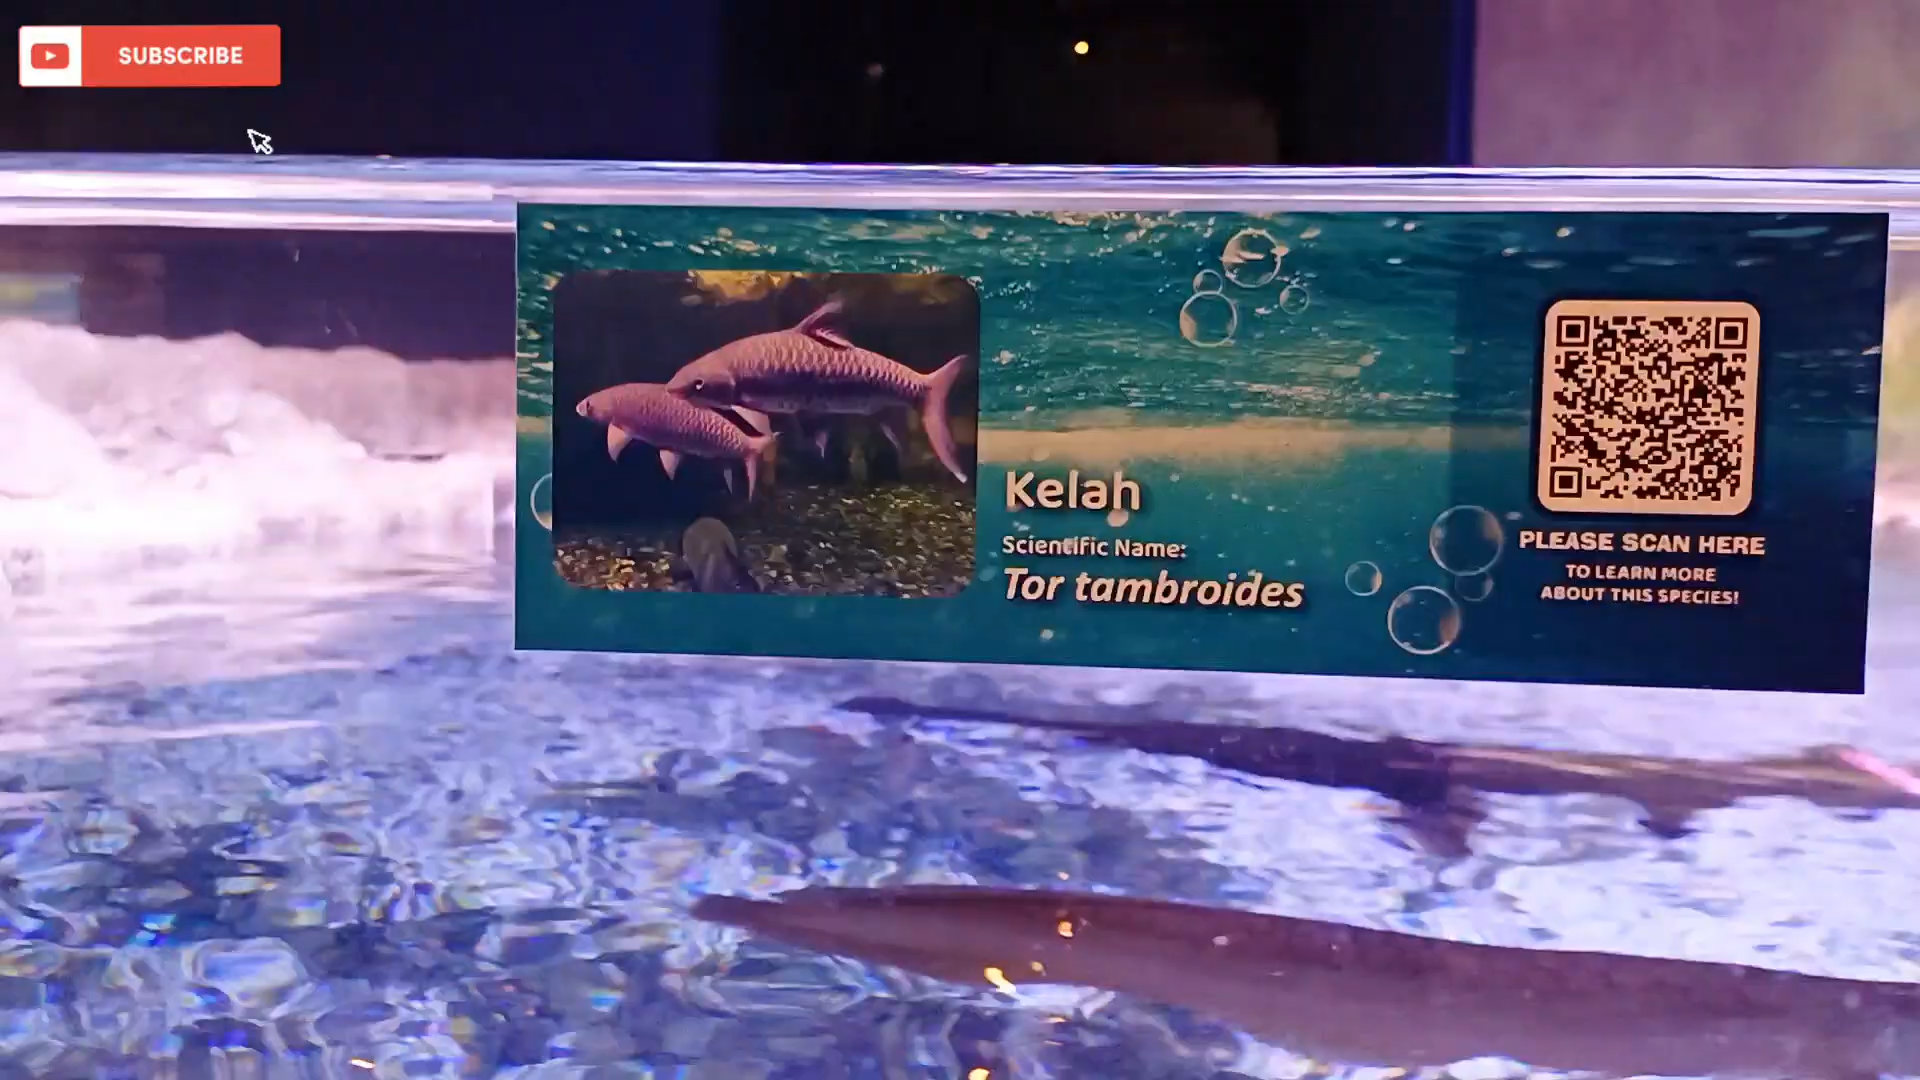 SUBSCRIBE
Kelah
Scientific Name:
Tor tambroides
PLEASE SCAN HERE
TO LEARN MORE
ABOUT THIS SPECIES!